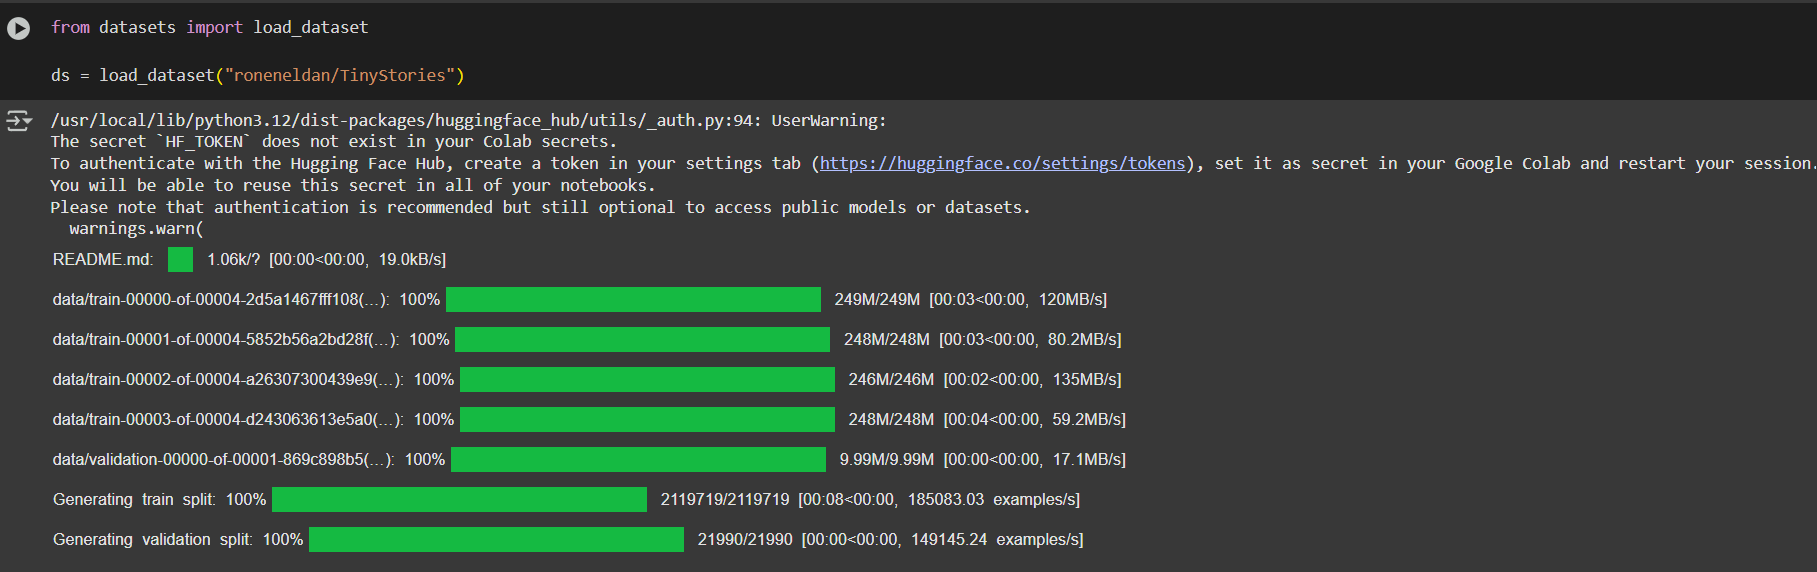 from datasets import load_dataset
ds = load_dataset("roneneldan/TinyStories")
/usr/local/lib/python3.12/dist-packages/huggingface_hub/utils/_auth.py:94: UserWarning:
The secret `HF_TOKEN` does not exist in your Colab secrets.
To authenticate with the Hugging Face Hub, create a token in your settings tab (https://huggingface.co/settings/tokens), set it as secret in your Google Colab and restart your session.
You will be able to reuse this secret in all of your notebooks.
Please note that authentication is recommended but still optional to access public models or datasets.
  warnings.warn(
README.md: 1.06k/? [00:00<00:00, 19.0kB/s]
data/train-00000-of-00004-2d5a1467fff108(…): 100% 249M/249M [00:03<00:00, 120MB/s]
data/train-00001-of-00004-5852b56a2bd28f(…): 100% 248M/248M [00:03<00:00, 80.2MB/s]
data/train-00002-of-00004-a26307300439e9(…): 100% 246M/246M [00:02<00:00, 135MB/s]
data/train-00003-of-00004-d243063613e5a0(…): 100% 248M/248M [00:04<00:00, 59.2MB/s]
data/validation-00000-of-00001-869c898b5(…): 100% 9.99M/9.99M [00:00<00:00, 17.1MB/s]
Generating train split: 100% 2119719/2119719 [00:08<00:00, 185083.03 examples/s]
Generating validation split: 100% 21990/21990 [00:00<00:00, 149145.24 examples/s]